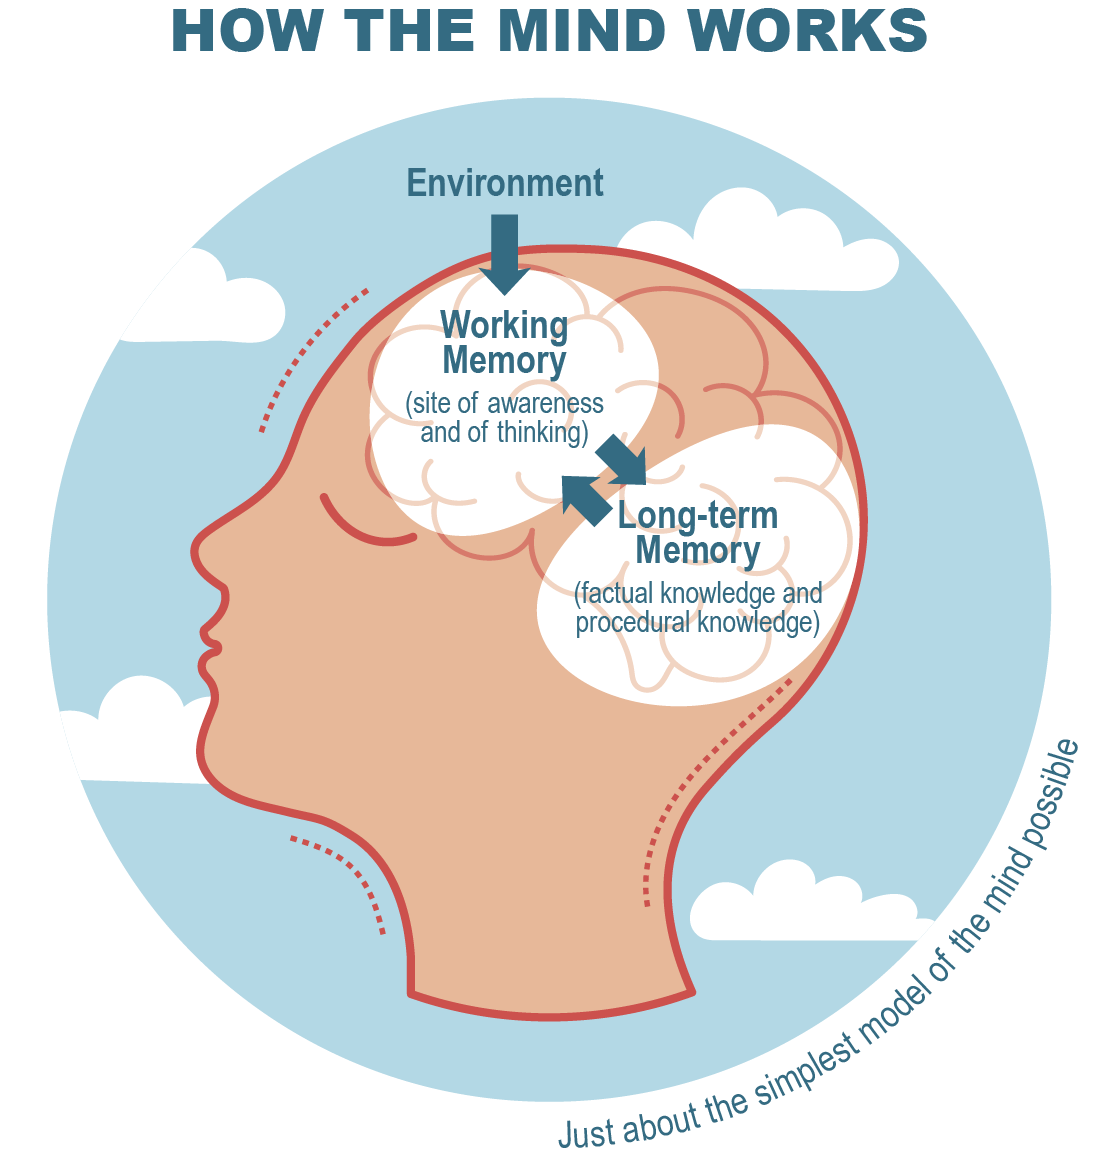 HOW THE MIND WORKS
Environment
Working
Memory
(site of awareness
and of thinking)
Long-term
Memory
(factual knowledge and
procedural knowledge)
Just about the simplest model of the mind possible